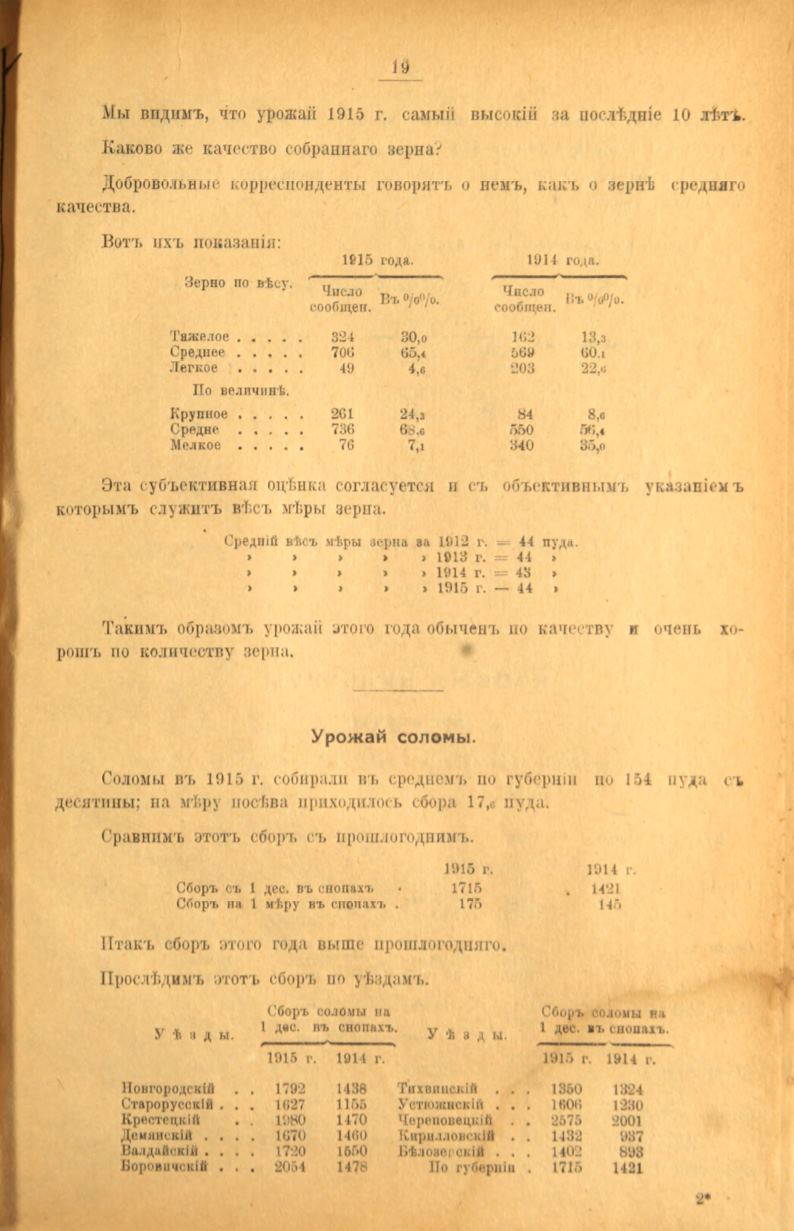 19
Мы видимъ, что урожай 1915 г. самый высокій за послѣдніе 10 лѣтъ.
Каково же качество собраннаго зерна?
Добровольные корреспонденты говорятъ о немъ, какъ о зернѣ средняго
качества.
Вотъ ихъ показанія:
1915 года. 1914 года.
Зерно по вѣсу. Число сообщен. Въ %%. Число сообщен. Въ %%.
Тяжелое . . . . . 324 30,0 162 13,3
Среднее . . . . . 706 65,4 569 60.1
Легкое . . . . . 49 4,6 203 22,6
По величинѣ.
Крупное . . . . . 261 24,3 84 8,6
Средне . . . . . 736 68.6 550 56,4
Мелкое . . . . . 76 7,1 340 35,0
Эта субъективная оцѣнка согласуется и съ объективнымъ указаніемъ
которымъ служитъ вѣсъ мѣры зерна.
Средній вѣсъ мѣры зерна за 1912 г. = 44 пуда.
» » » » » 1913 г. = 44 »
» » » » » 1914 г. = 43 »
» » » » » 1915 г. — 44 »
Такимъ образомъ урожай этого года обыченъ по качеству и очень хо-
рошъ по количеству зерна.
Урожай соломы.
Соломы въ 1915 г. собирали въ среднемъ по губерніи по 154 пуда съ
десятины; на мѣру посѣва приходилось сбора 17,6 пуда.
Сравнимъ этотъ сборъ съ прошлогоднимъ.
1915 г. 1914 г.
Сборъ съ 1 дес. въ снопахъ . 1715 . 1421
Сборъ на 1 мѣру въ снопахъ . 175 145
Итакъ сборъ этого года выше прошлогодняго.
Прослѣдимъ этотъ сборъ по уѣздамъ.
Уѣзды. Сборъ соломы на 1 дес. въ снопахъ. Уѣзды. Сборъ соломы на 1 дес. въ снопахъ.
1915 г. 1914 г. 1915 г. 1914 г.
Новгородскій . . 1792 1438 Тихвинскій . . . 1350 1324
Старорусскій . . . 1627 1155 Устюжнскій . . . 1606 1230
Крестецкій . . 1980 1470 Череповецкій . . 2575 2001
Демянскій . . . . 1670 1460 Кирилловскій . . 1432 937
Валдайскій . . . . 1720 1550 Бѣлозерскій . . . 1402 893
Боровичскій . . . 2054 1478 По губерніи . 1715 1421
2*